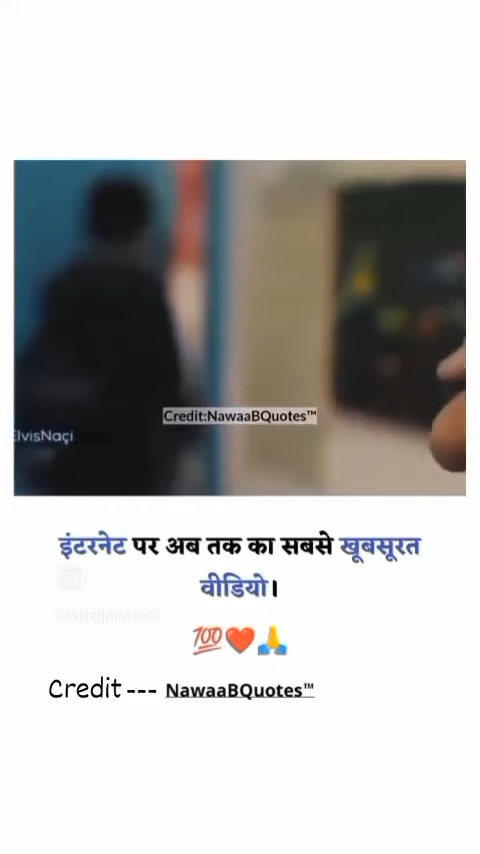 Credit:NawaaBQuotes™
ElvisNaçi
इंटरनेट पर अब तक का सबसे खूबसूरत
वीडियो।
💯❤️🙏
Credit --- NawaaBQuotes™